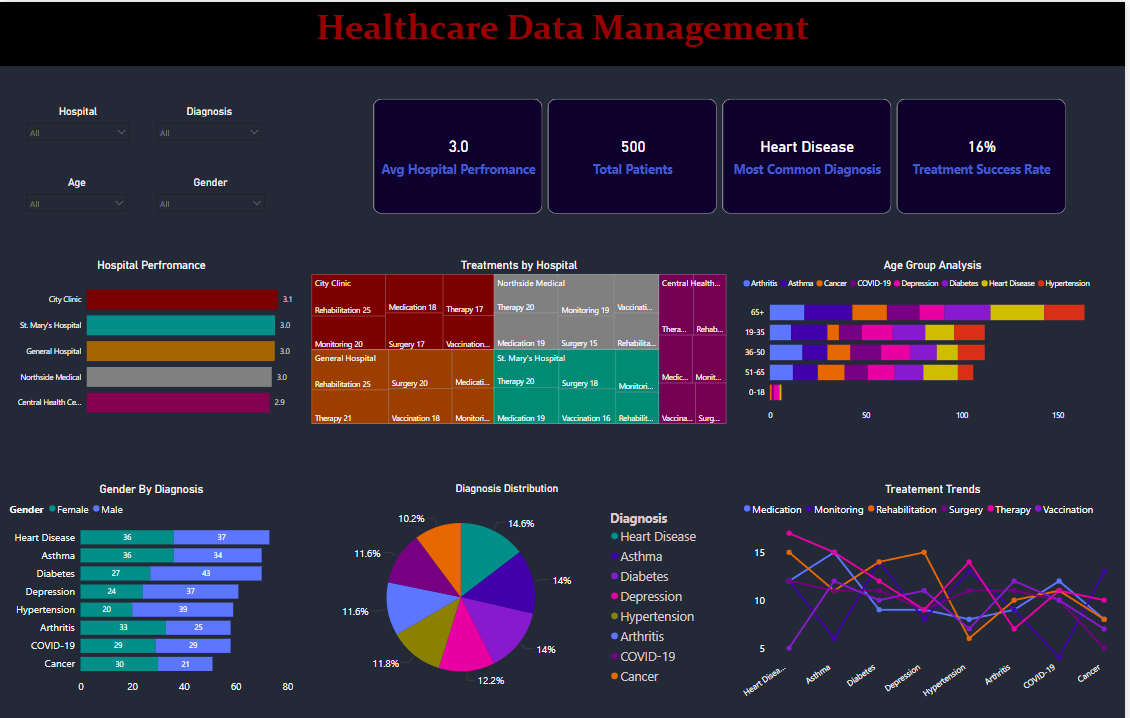 Healthcare Data Management
Hospital
All
Diagnosis
All
Age
All
Gender
All
3.0
Avg Hospital Perfromance
500
Total Patients
Heart Disease
Most Common Diagnosis
16%
Treatment Success Rate
Hospital Perfromance
City Clinic 3.1
St. Mary's Hospital 3.0
General Hospital 3.0
Northside Medical 3.0
Central Health Ce... 2.9
Treatments by Hospital
City Clinic
Rehabilitation 25
Medication 18
Therapy 17
Monitoring 20
Surgery 17
Vaccination...
Northside Medical
Therapy 20
Monitoring 19
Vaccinati...
Medication 19
Surgery 15
Rehabilita...
Central Health...
Thera...
Rehab...
Medic...
Monit...
Vaccina...
Surg...
General Hospital
Rehabilitation 25
Surgery 20
Medicati...
Therapy 21
Vaccination 18
Monitori...
St. Mary's Hospital
Therapy 20
Surgery 18
Monitori...
Medication 19
Vaccination 16
Rehabilit...
Age Group Analysis
Arthritis Asthma Cancer COVID-19 Depression Diabetes Heart Disease Hypertension
65+
19-35
36-50
51-65
0-18
0 50 100 150
Gender By Diagnosis
Gender Female Male
Heart Disease 36 37
Asthma 36 34
Diabetes 27 43
Depression 24 37
Hypertension 20 39
Arthritis 33 25
COVID-19 29 29
Cancer 30 21
0 20 40 60 80
Diagnosis Distribution
14.6%
14%
14%
12.2%
11.8%
11.6%
11.6%
10.2%
Diagnosis
Heart Disease
Asthma
Diabetes
Depression
Hypertension
Arthritis
COVID-19
Cancer
Treatement Trends
Medication Monitoring Rehabilitation Surgery Therapy Vaccination
15
10
5
Heart Disea... Asthma Diabetes Depression Hypertension Arthritis COVID-19 Cancer